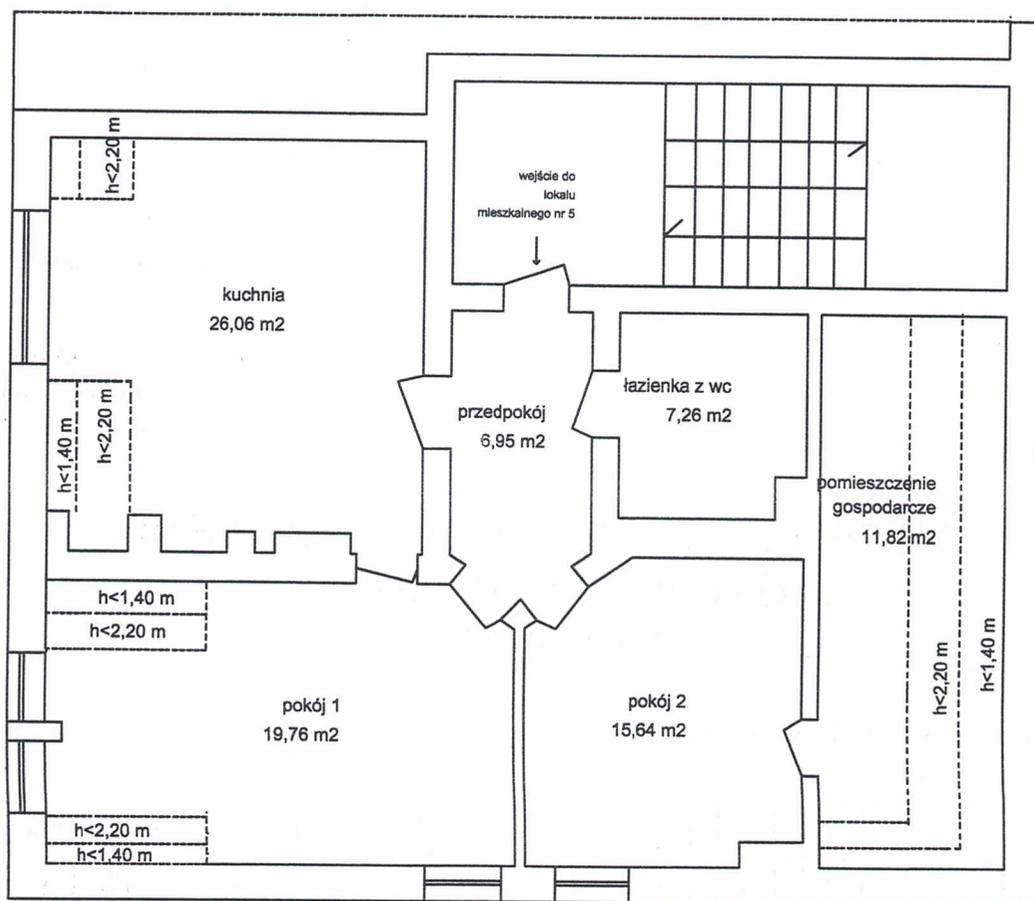 h<2,20 m
wejście do
lokalu
mieszkalnego nr 5
kuchnia
26,06 m2
h<1,40 m
h<2,20 m
przedpokój
6,95 m2
łazienka z wc
7,26 m2
pomieszczenie
gospodarcze
11,82 m2
h<1,40 m
h<2,20 m
pokój 1
19,76 m2
pokój 2
15,64 m2
h<2,20 m
h<1,40 m
h<2,20 m
h<1,40 m